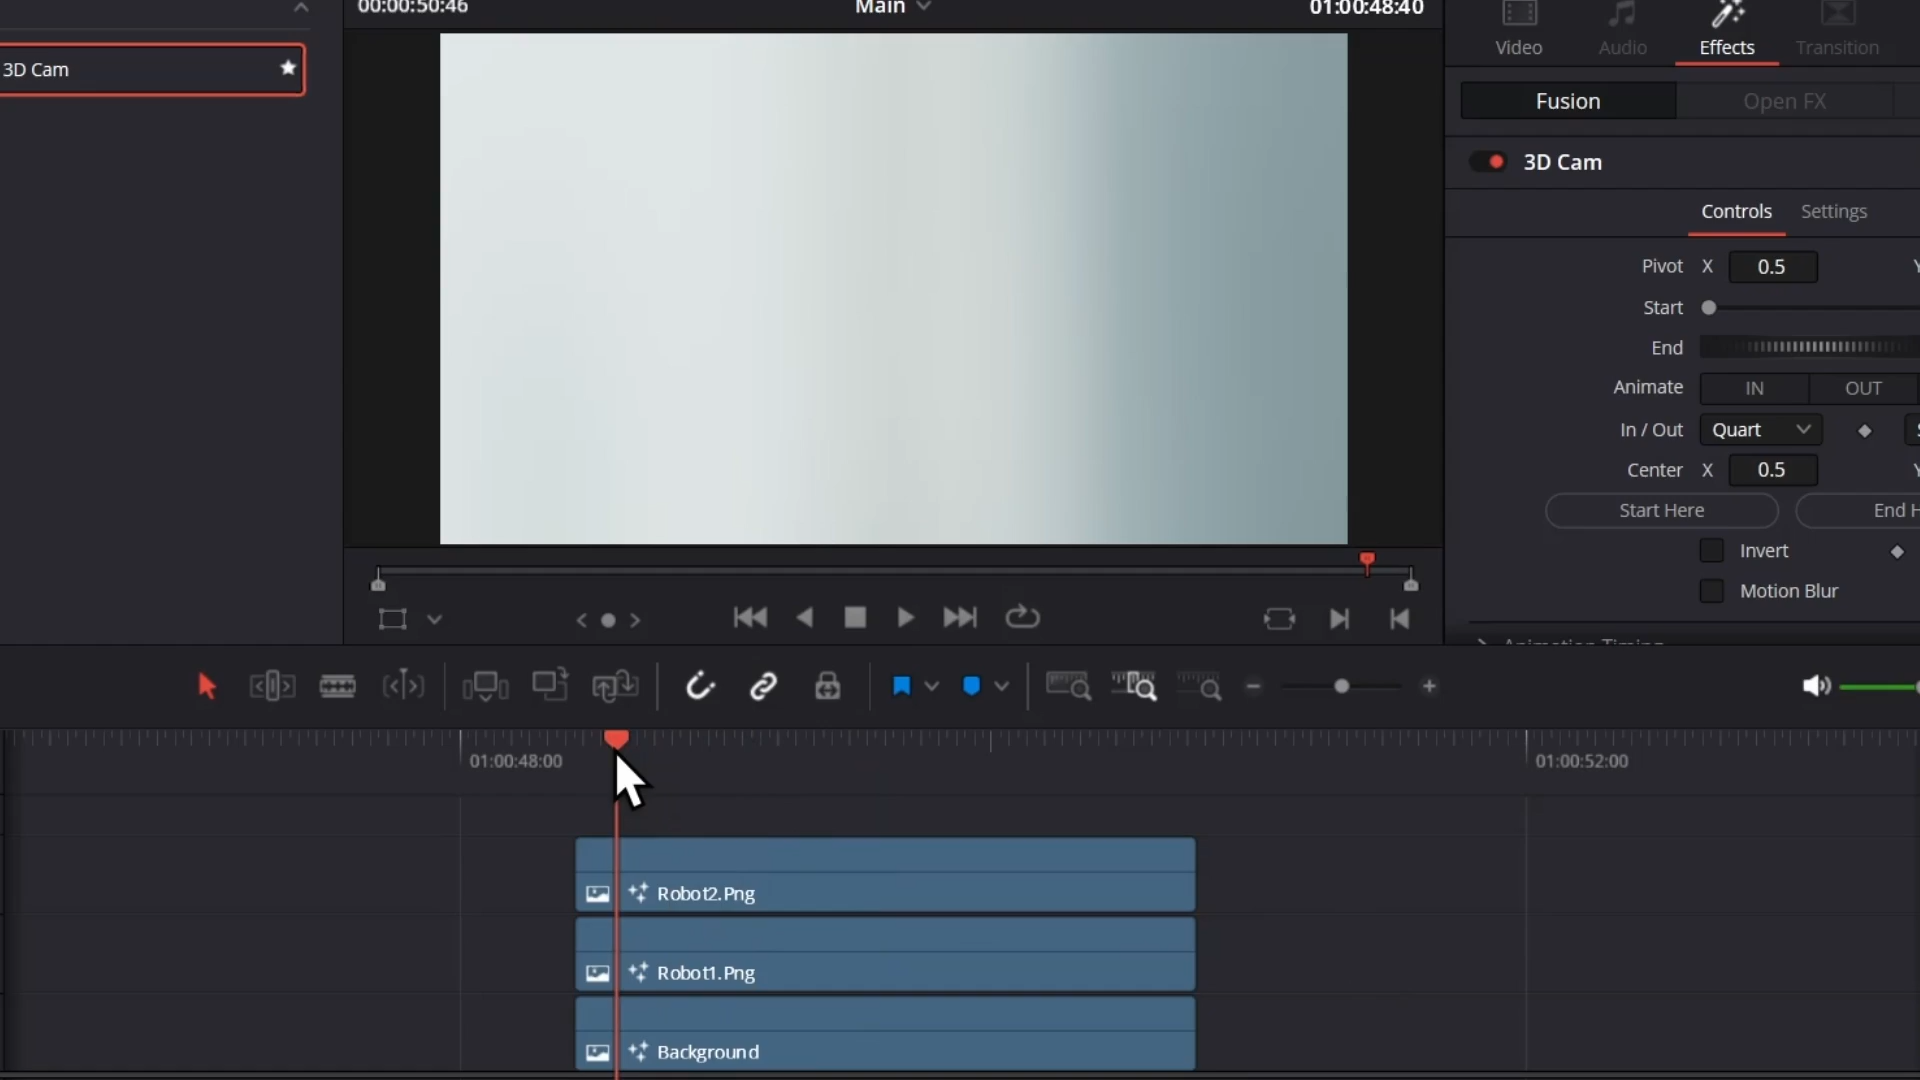 00:00:50:46
Main
01:00:48:40
3D Cam
Video
Audio
Effects
Transition
Fusion
Open FX
3D Cam
Controls
Settings
Pivot X 0.5
Start
End
Animate IN OUT
In / Out Quart
Center X 0.5
Start Here
End H
Invert
Motion Blur
Animation Timing
01:00:48:00
01:00:52:00
Robot2.Png
Robot1.Png
Background